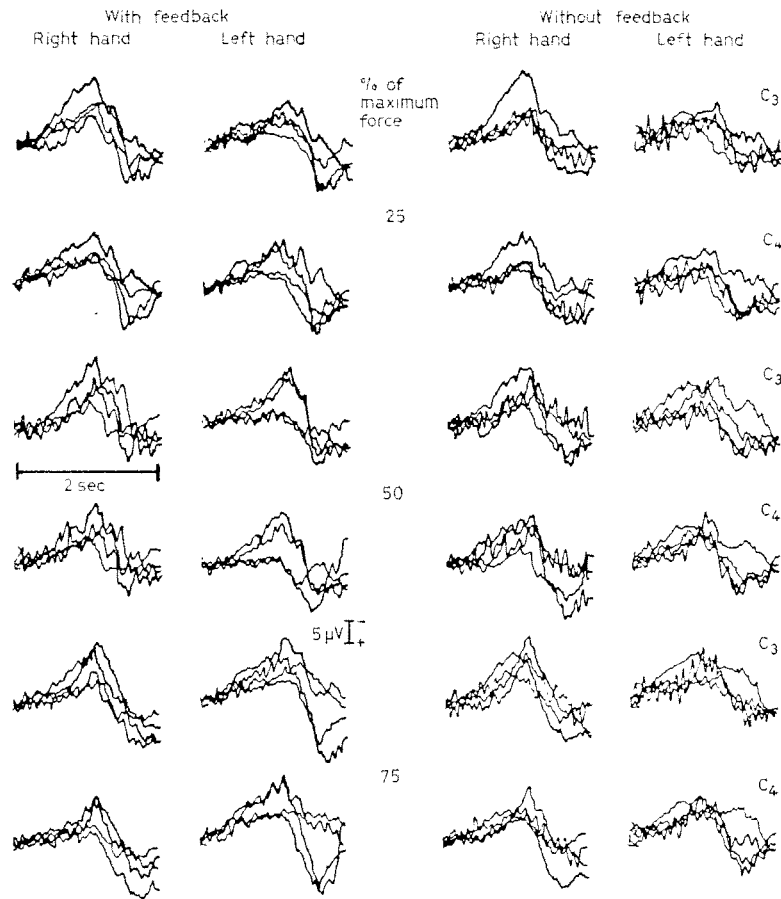 With feedback
Without feedback
Right hand
Left hand
Right hand
Left hand
% of
maximum
force
C3
25
C4
C3
2 sec
50
C4
5 µV
-
+
C3
75
C4